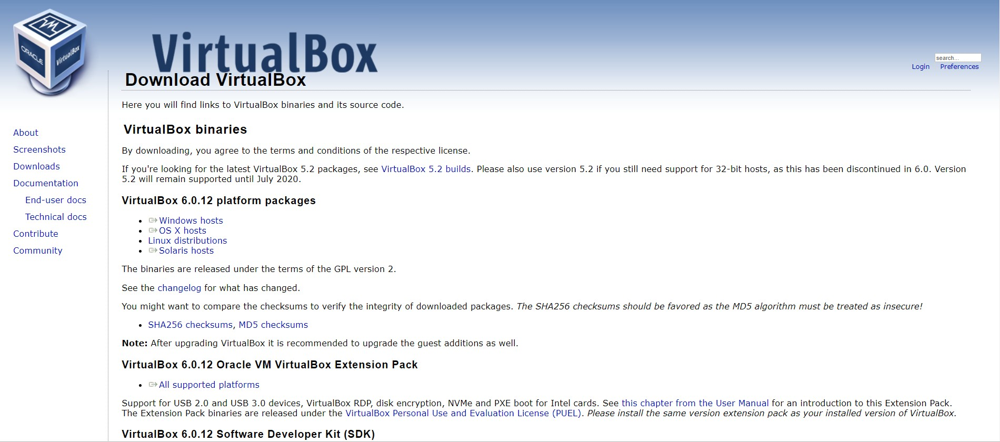 ORACLE
VirtualBox
VirtualBox
search...
Login Preferences
Download VirtualBox
Here you will find links to VirtualBox binaries and its source code.
About
Screenshots
Downloads
Documentation
End-user docs
Technical docs
Contribute
Community
VirtualBox binaries
By downloading, you agree to the terms and conditions of the respective license.
If you're looking for the latest VirtualBox 5.2 packages, see VirtualBox 5.2 builds. Please also use version 5.2 if you still need support for 32-bit hosts, as this has been discontinued in 6.0. Version
5.2 will remain supported until July 2020.
VirtualBox 6.0.12 platform packages
• Windows hosts
• OS X hosts
• Linux distributions
• Solaris hosts
The binaries are released under the terms of the GPL version 2.
See the changelog for what has changed.
You might want to compare the checksums to verify the integrity of downloaded packages. The SHA256 checksums should be favored as the MD5 algorithm must be treated as insecure!
• SHA256 checksums, MD5 checksums
Note: After upgrading VirtualBox it is recommended to upgrade the guest additions as well.
VirtualBox 6.0.12 Oracle VM VirtualBox Extension Pack
• All supported platforms
Support for USB 2.0 and USB 3.0 devices, VirtualBox RDP, disk encryption, NVMe and PXE boot for Intel cards. See this chapter from the User Manual for an introduction to this Extension Pack.
The Extension Pack binaries are released under the VirtualBox Personal Use and Evaluation License (PUEL). Please install the same version extension pack as your installed version of VirtualBox.
VirtualBox 6.0.12 Software Developer Kit (SDK)